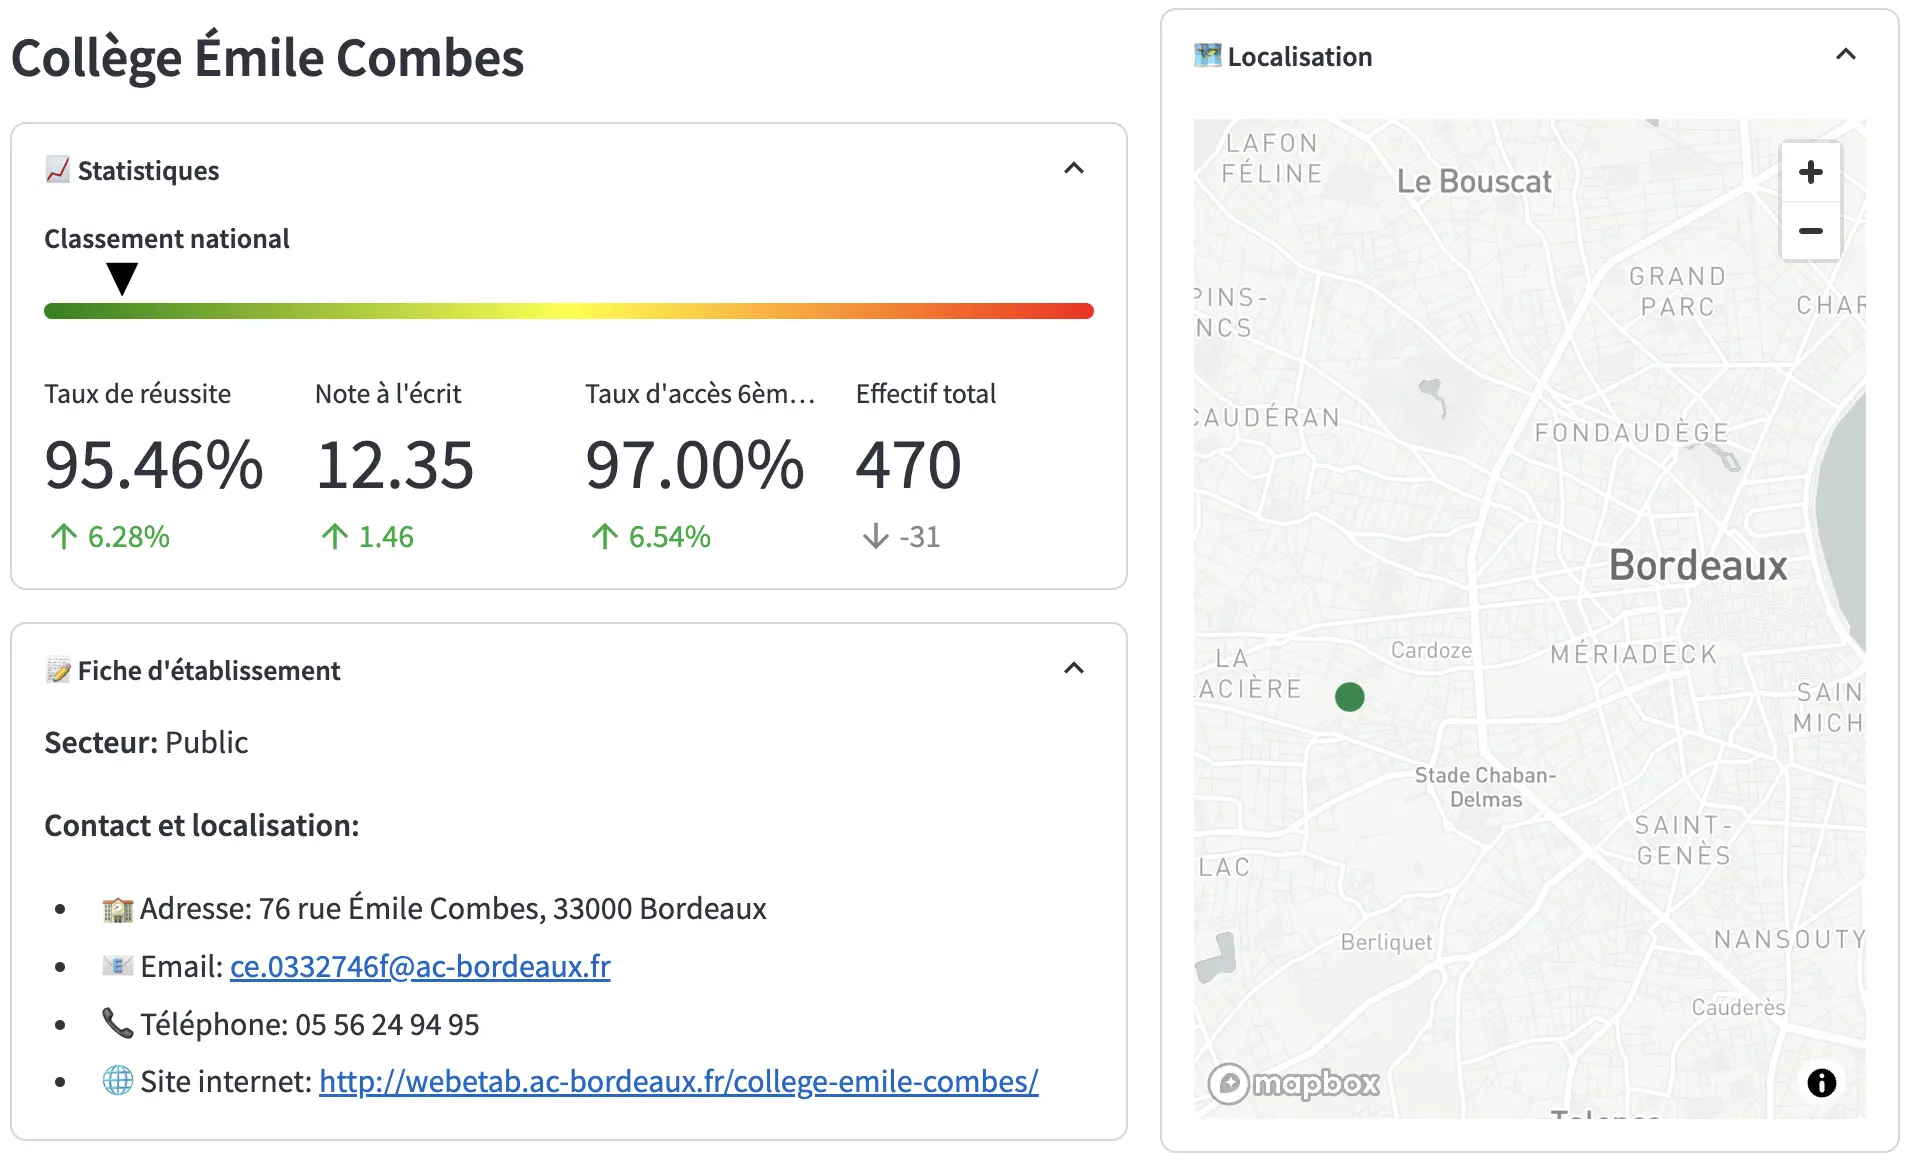 Collège Émile Combes
Statistiques
Classement national
Taux de réussite
95.46%
6.28%
Note à l'écrit
12.35
1.46
Taux d'accès 6èm...
97.00%
6.54%
Effectif total
470
-31
Fiche d'établissement
Secteur: Public
Contact et localisation:
Adresse: 76 rue Émile Combes, 33000 Bordeaux
Email: ce.0332746f@ac-bordeaux.fr
Téléphone: 05 56 24 94 95
Site internet: http://webetab.ac-bordeaux.fr/college-emile-combes/
Localisation
LAFON
FÉLINE
Le Bouscat
+
−
GRAND
PARC
CHAR
PINS-
NCS
CAUDÉRAN
FONDAUDÈGE
Bordeaux
Cardoze
MÉRIADECK
LA
LACIÈRE
SAIN
MICH
Stade Chaban-
Delmas
SAINT-
GENÈS
LAC
Berliquet
NANSOUTY
Cauderès
mapbox